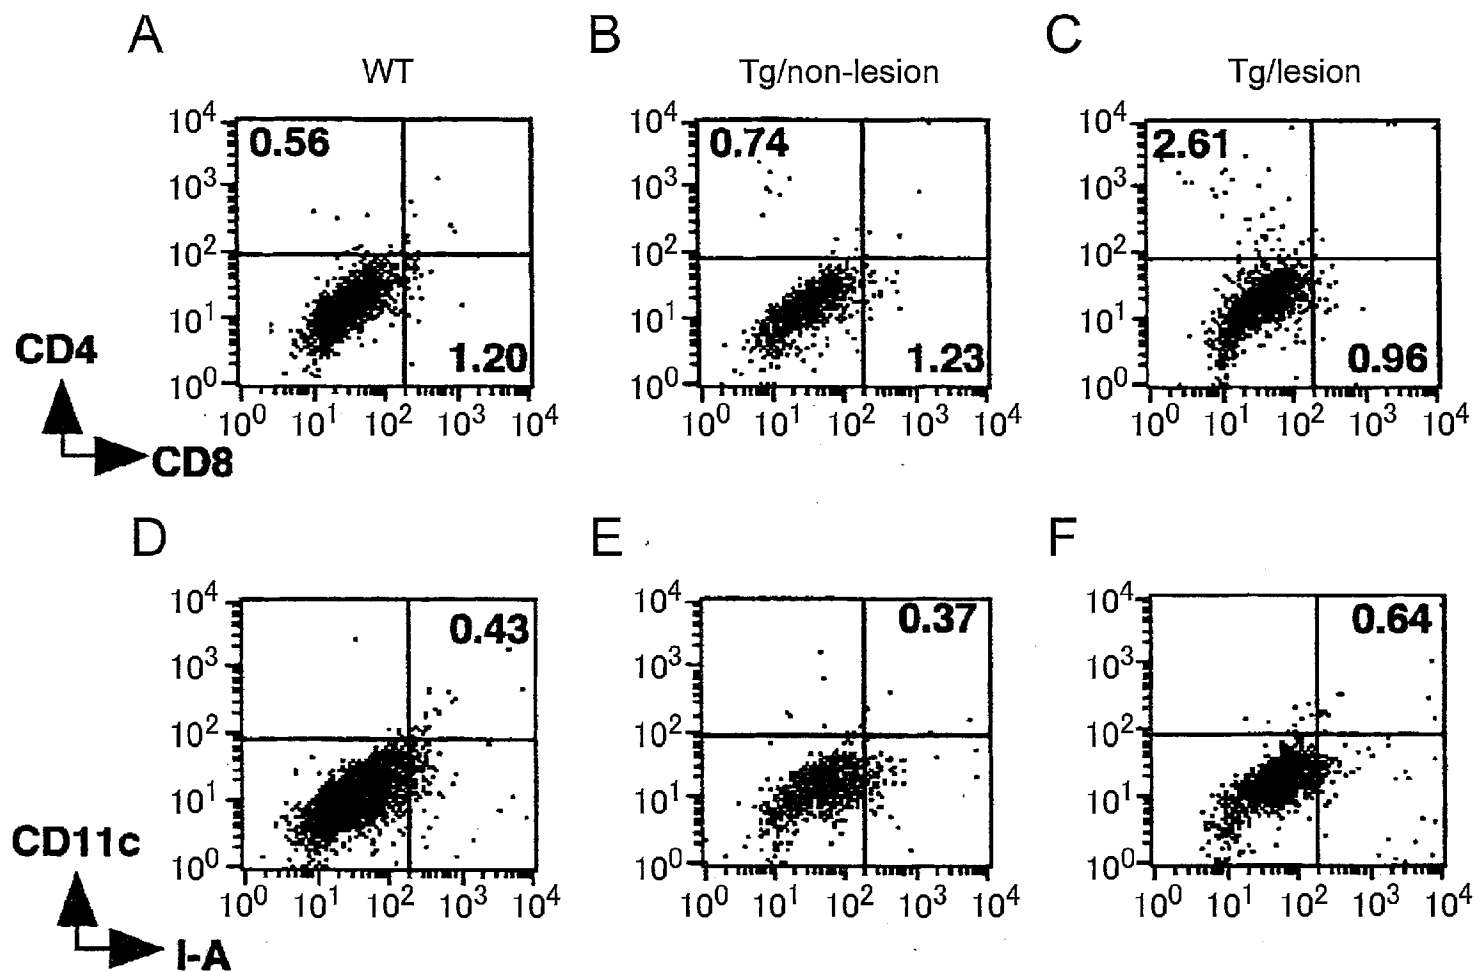 A B C
WT Tg/non-lesion Tg/lesion
10⁴ 10⁴ 10⁴
0.56 0.74 2.61
10³ 10³ 10³
10² 10² 10²
10¹ 10¹ 10¹
CD4 1.20 1.23 0.96
10⁰ 10⁰ 10⁰
10⁰ 10¹ 10² 10³ 10⁴ 10⁰ 10¹ 10² 10³ 10⁴ 10⁰ 10¹ 10² 10³ 10⁴
CD8
D E F
10⁴ 10⁴ 10⁴
0.43 0.37 0.64
10³ 10³ 10³
10² 10² 10²
10¹ 10¹ 10¹
CD11c
10⁰ 10⁰ 10⁰
10⁰ 10¹ 10² 10³ 10⁴ 10⁰ 10¹ 10² 10³ 10⁴ 10⁰ 10¹ 10² 10³ 10⁴
I-A